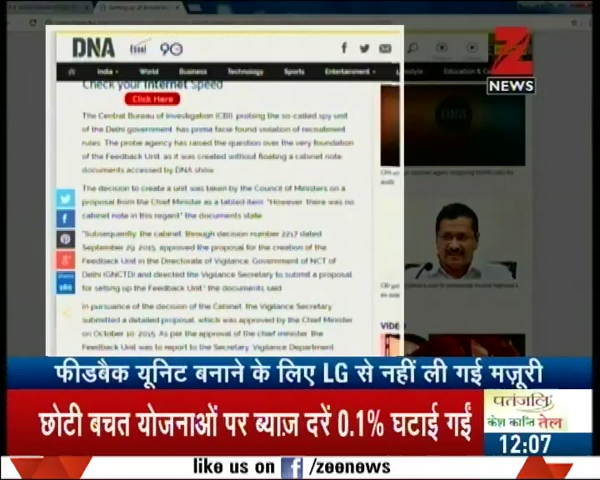 DNA
NEWS
India
World
Business
Technology
Sports
Entertainment
Lifestyle
Education &
Check your Internet Speed
Click Here
The Central Bureau of Investigation (CBI), probing the so-called spy unit
of the Delhi government, has prima facie found violation of recruitment
rules. The probe agency has raised the question over the very foundation
of the Feedback Unit, as it was created without floating a cabinet note
documents accessed by DNA show.
The decision to create a unit was taken by the Council of Ministers on a
proposal from the Chief Minister as a tabled item. "However, there was no
cabinet note in this regard," the documents state.
"Subsequently, the cabinet, through decision number 2217 dated
September 29, 2015, approved the proposal for the creation of the
Feedback Unit in the Directorate of Vigilance, Government of NCT of
Delhi (GNCTD) and directed the Vigilance Secretary to submit a proposal
for setting up the Feedback Unit," the documents said.
In pursuance of the decision of the Cabinet, the Vigilance Secretary
submitted a detailed proposal, which was approved by the Chief Minister
on October 10, 2015. As per the approval of the chief minister, the
Feedback Unit was to report to the Secretary, Vigilance Department
फीडबैक यूनिट बनाने के लिए LG से नहीं ली गई मज़ूरी
छोटी बचत योजनाओं पर ब्याज़ दरें 0.1% घटाई गईं
पतंजलि
केश कान्ति तेल
12:07
like us on f/zeenews